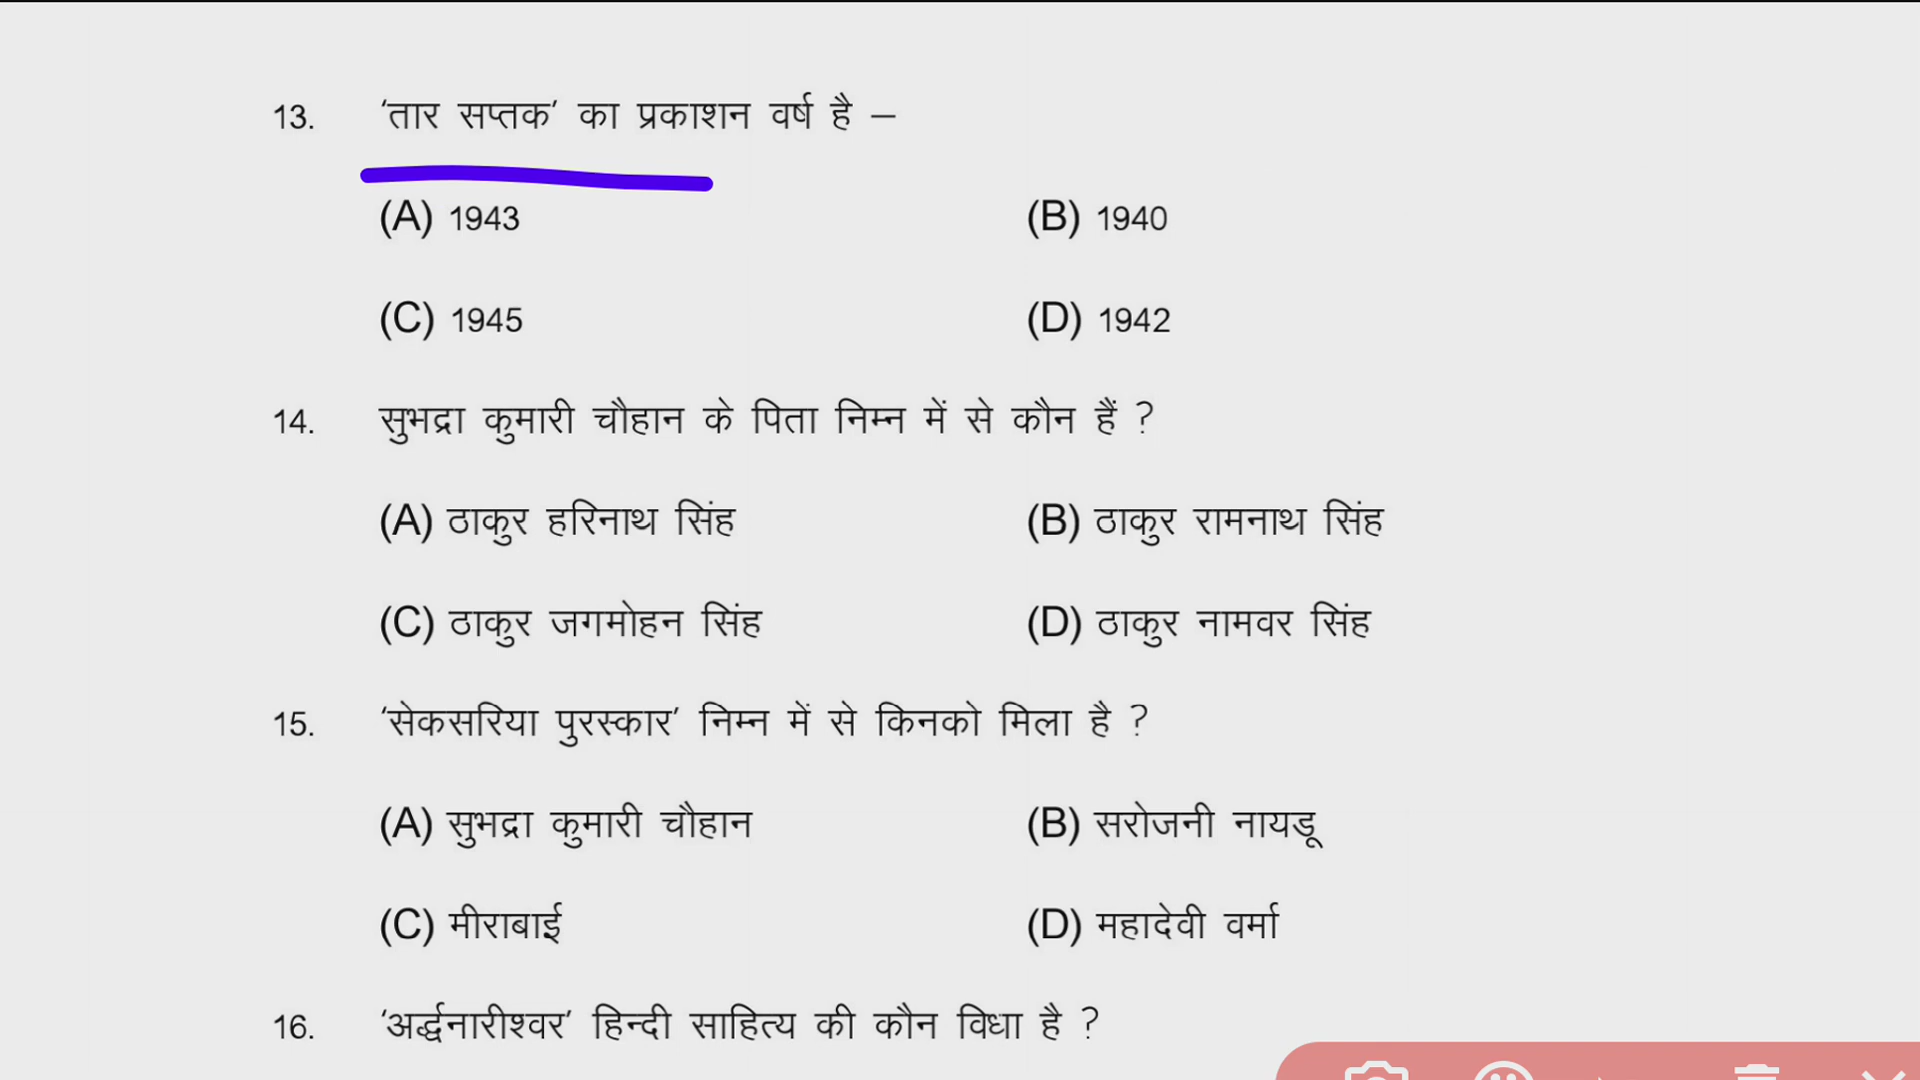 13. ‘तार सप्तक’ का प्रकाशन वर्ष है –
(A) 1943 (B) 1940
(C) 1945 (D) 1942
14. सुभद्रा कुमारी चौहान के पिता निम्न में से कौन हैं ?
(A) ठाकुर हरिनाथ सिंह (B) ठाकुर रामनाथ सिंह
(C) ठाकुर जगमोहन सिंह (D) ठाकुर नामवर सिंह
15. ‘सेकसरिया पुरस्कार’ निम्न में से किनको मिला है ?
(A) सुभद्रा कुमारी चौहान (B) सरोजनी नायडू
(C) मीराबाई (D) महादेवी वर्मा
16. ‘अर्द्धनारीश्वर’ हिन्दी साहित्य की कौन विधा है ?